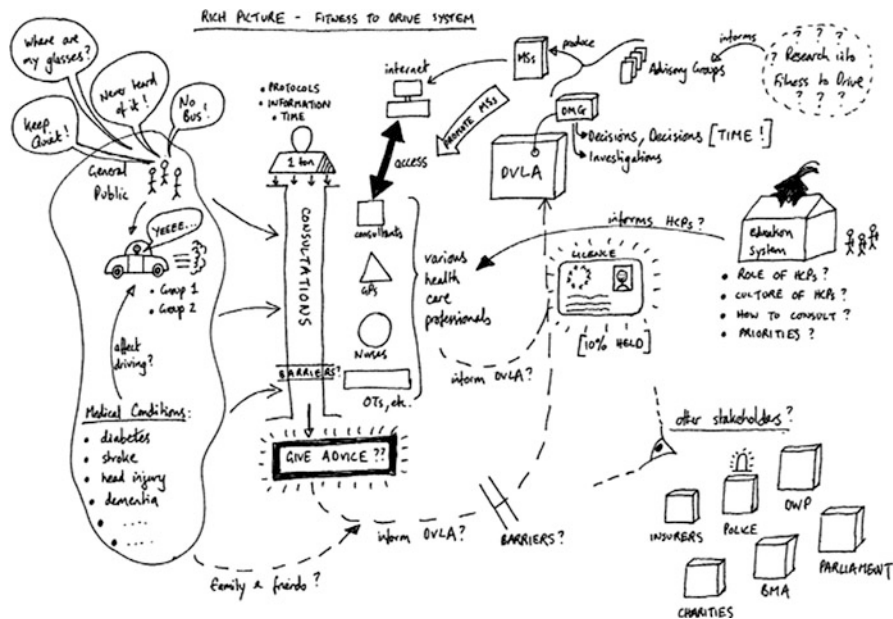 RICH PICTURE - FITNESS TO DRIVE SYSTEM
Where are
my glasses?
Never heard
of it!
No
Bus!
Keep
Quiet!
General
Public
YEEEE...
• Group 1
• Group 2
affect
driving?
Medical Conditions:
• diabetes
• stroke
• head injury
• dementia
• .....
• .....
family & friends?
• PROTOCOLS
• INFORMATION
• TIME
1 ton
CONSULTATIONS
BARRIERS?
GIVE ADVICE ??
internet
access
PROMOTE MSs
consultants
GPs
Nurses
OTs, etc.
various
health
care
professionals
MSs
produce
Advisory Groups
informs
? ? ?
? Research into
Fitness to Drive
? ? ?
DMG
Decisions, Decisions [TIME!]
Investigations
DVLA
informs HCPs?
education
system
• ROLE OF HCPs?
• CULTURE OF HCPs?
• HOW TO CONSULT?
• PRIORITIES?
LICENCE
[10% HELD]
inform DVLA?
inform DVLA?
BARRIERS?
other stakeholders?
INSURERS
POLICE
DWP
CHARITIES
BMA
PARLIAMENT